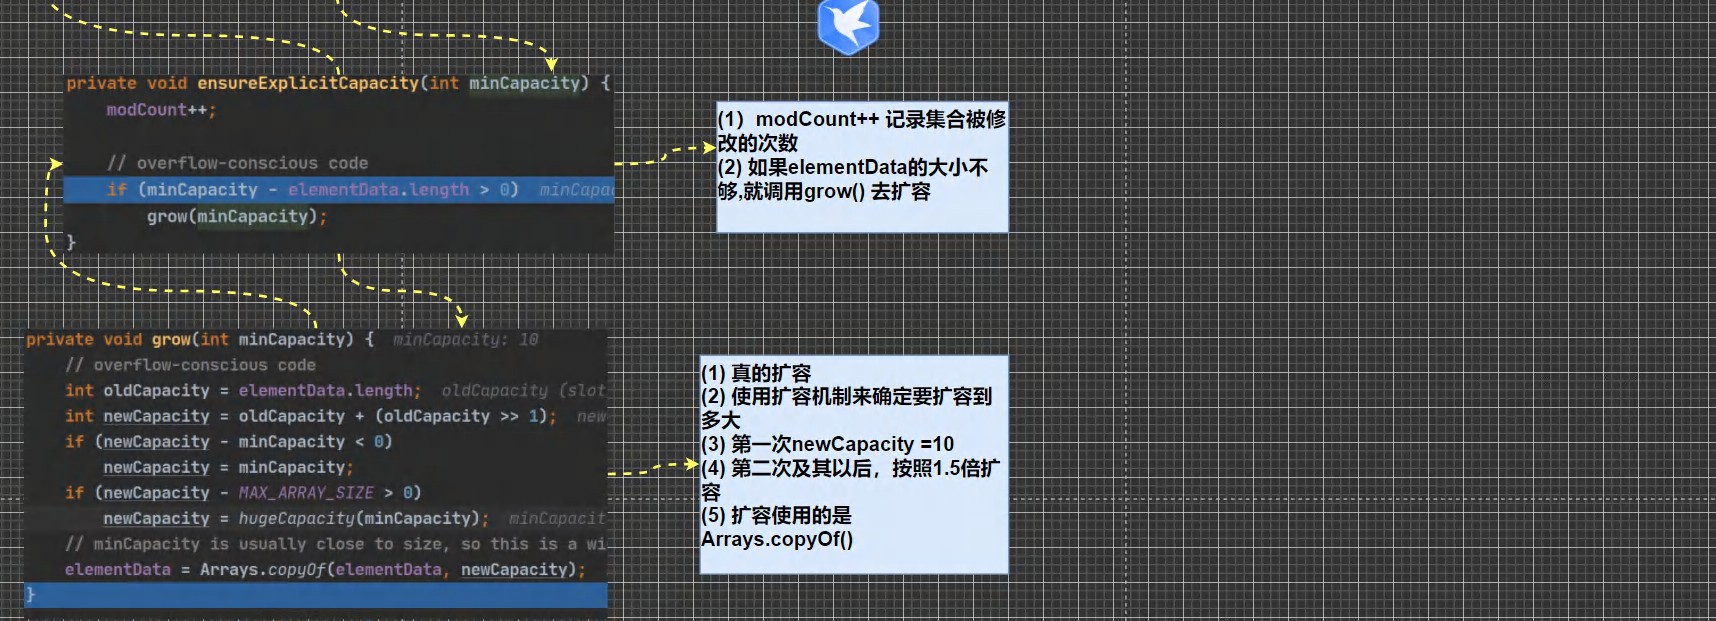 private void ensureExplicitCapacity(int minCapacity) {
modCount++;
// overflow-conscious code
if (minCapacity - elementData.length > 0) minCapa
grow(minCapacity);
}
(1）modCount++ 记录集合被修
改的次数
(2) 如果elementData的大小不
够,就调用grow() 去扩容
private void grow(int minCapacity) { minCapacity: 10
// overflow-conscious code
int oldCapacity = elementData.length; oldCapacity (slot
int newCapacity = oldCapacity + (oldCapacity >> 1); new
if (newCapacity - minCapacity < 0)
newCapacity = minCapacity;
if (newCapacity - MAX_ARRAY_SIZE > 0)
newCapacity = hugeCapacity(minCapacity); minCapacit
// minCapacity is usually close to size, so this is a wi
elementData = Arrays.copyOf(elementData, newCapacity);
}
(1) 真的扩容
(2) 使用扩容机制来确定要扩容到
多大
(3) 第一次newCapacity =10
(4) 第二次及其以后，按照1.5倍扩
容
(5) 扩容使用的是
Arrays.copyOf()